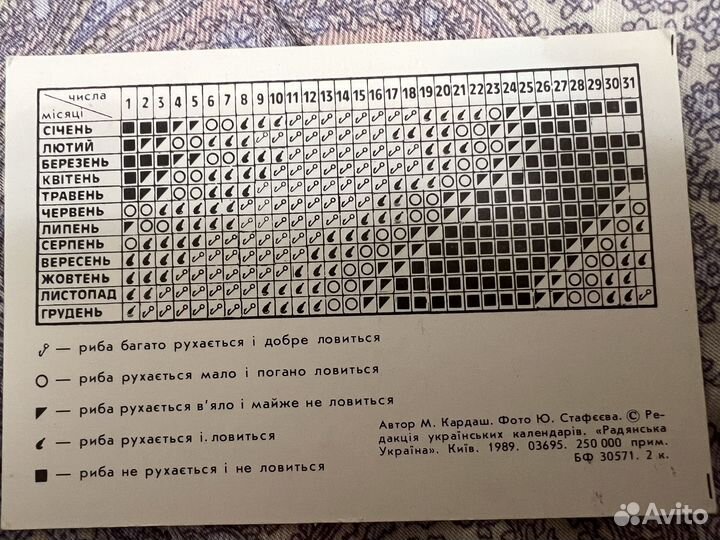 числа
місяці 1 2 3 4 5 6 7 8 9 10 11 12 13 14 15 16 17 18 19 20 21 22 23 24 25 26 27 28 29 30 31
СІЧЕНЬ
ЛЮТИЙ
БЕРЕЗЕНЬ
КВІТЕНЬ
ТРАВЕНЬ
ЧЕРВЕНЬ
ЛИПЕНЬ
СЕРПЕНЬ
ВЕРЕСЕНЬ
ЖОВТЕНЬ
ЛИСТОПАД
ГРУДЕНЬ
— риба багато рухається і добре ловиться
— риба рухається мало і погано ловиться
— риба рухається в'яло і майже не ловиться
— риба рухається і. ловиться
— риба не рухається і не ловиться
Автор М. Кардаш. Фото Ю. Стафєєва. © Ре-
дакція українських календарів. «Радянська
Україна». Київ. 1989. 03695. 250 000 прим.
БФ 30571. 2 к.
Avito